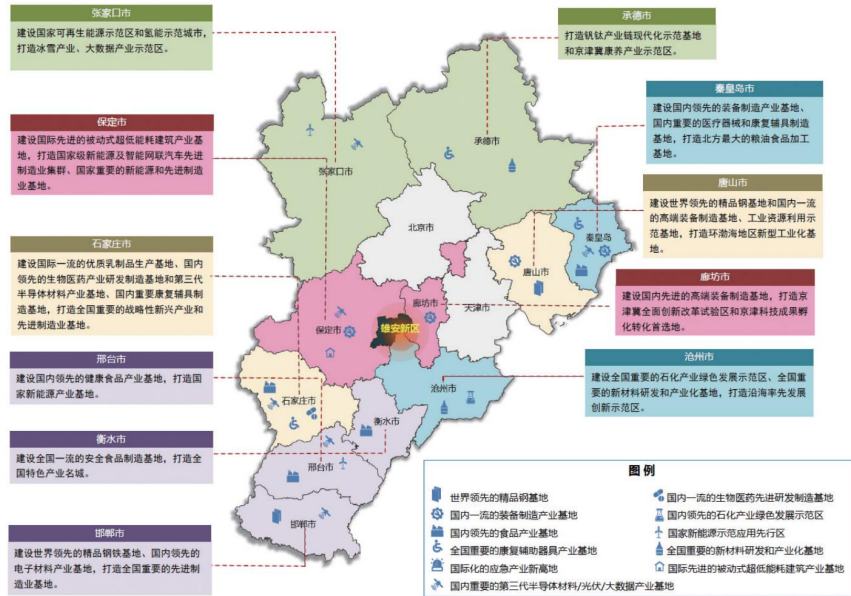 张家口市
建设国家可再生能源示范区和氢能示范城市,
打造冰雪产业、大数据产业示范区。
承德市
打造钒钛产业链现代化示范基地
和京津冀康养产业示范区。
保定市
建设国际先进的被动式超低能耗建筑产业基
地,打造国家级新能源及智能网联汽车先进
制造业集群、国家重要的新能源和先进制造
业基地。
秦皇岛市
建设国内领先的装备制造产业基地、
国内重要的医疗器械和康复辅具制造
基地,打造北方最大的粮油食品加工
基地。
唐山市
建设世界领先的精品钢基地和国内一流
的高端装备制造基地、工业资源利用示
范基地,打造环渤海地区新型工业化基
地。
石家庄市
建设国际一流的优质乳制品生产基地、国内
领先的生物医药产业研发制造基地和第三代
半导体材料产业基地、国内重要康复辅具制
造基地,打造全国重要的战略性新兴产业和
先进制造业基地。
廊坊市
建设国内先进的高端装备制造基地,打造京
津冀全面创新改革试验区和京津科技成果孵
化转化首选地。
邢台市
建设国内领先的健康食品产业基地,打造国
家新能源产业基地。
沧州市
建设全国重要的石化产业绿色发展示范区、全国重
要的新材料研发和产业化基地,打造沿海率先发展
创新示范区。
衡水市
建设全国一流的安全食品制造基地,打造全
国特色产业名城。
邯郸市
建设世界领先的精品钢铁基地、国内领先的
电子材料产业基地,打造全国重要的先进制
造业基地。
张家口市
承德市
北京市
秦皇岛
唐山市
廊坊市
天津市
保定市
雄安新区
沧州市
石家庄市
衡水市
邢台市
邯郸市
图例
世界领先的精品钢基地
国内一流的装备制造产业基地
国内领先的食品产业基地
全国重要的康复辅助器具产业基地
国际化的应急产业新高地
国内重要的第三代半导体材料/光伏/大数据产业基地
国内一流的生物医药先进研发制造基地
国内领先的石化产业绿色发展示范区
国家新能源示范应用先行区
全国重要的新材料研发和产业化基地
国际先进的被动式超低能耗建筑产业基地